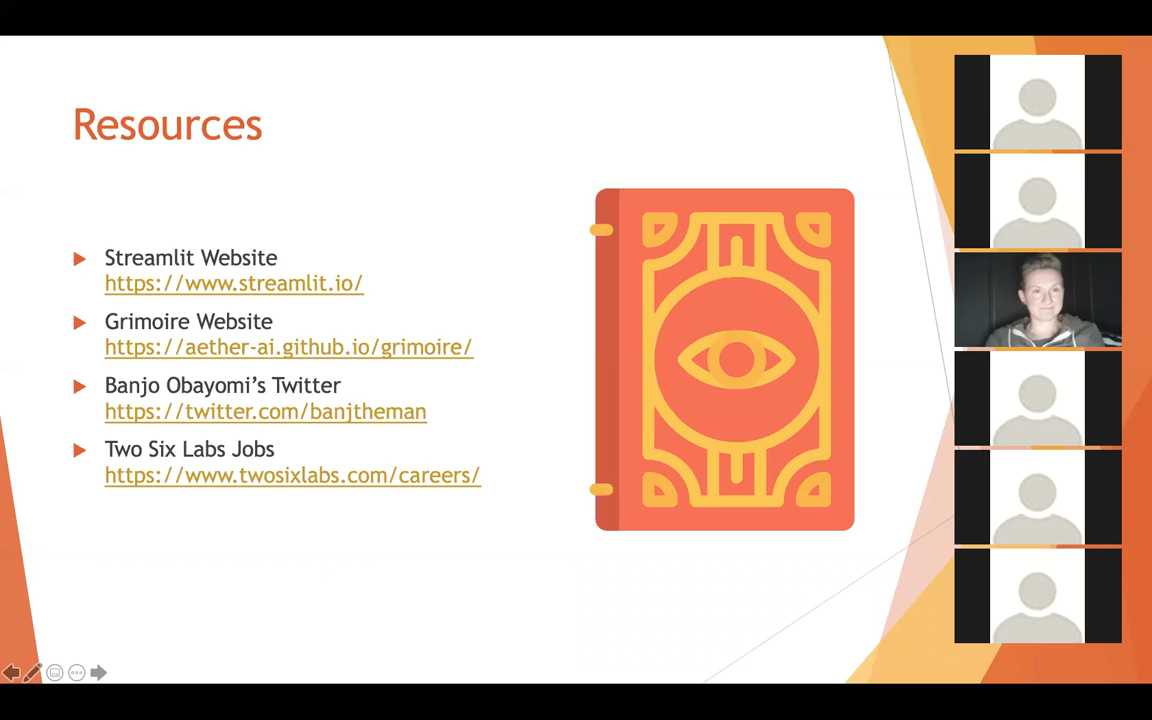 Resources
Streamlit Website
https://www.streamlit.io/
Grimoire Website
https://aether-ai.github.io/grimoire/
Banjo Obayomi’s Twitter
https://twitter.com/banjtheman
Two Six Labs Jobs
https://www.twosixlabs.com/careers/